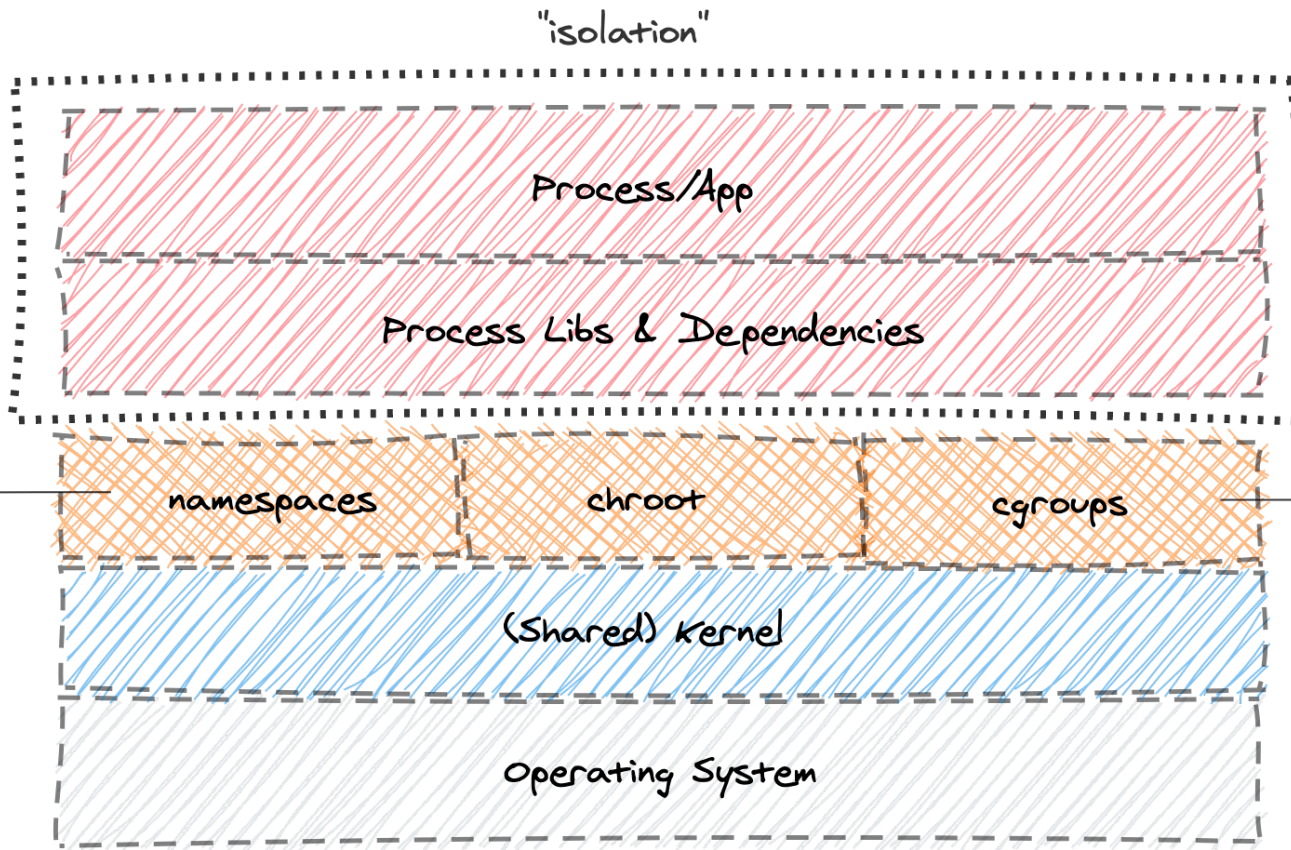 "isolation"
Process/App
Process Libs & Dependencies
namespaces
chroot
cgroups
(Shared) Kernel
Operating System